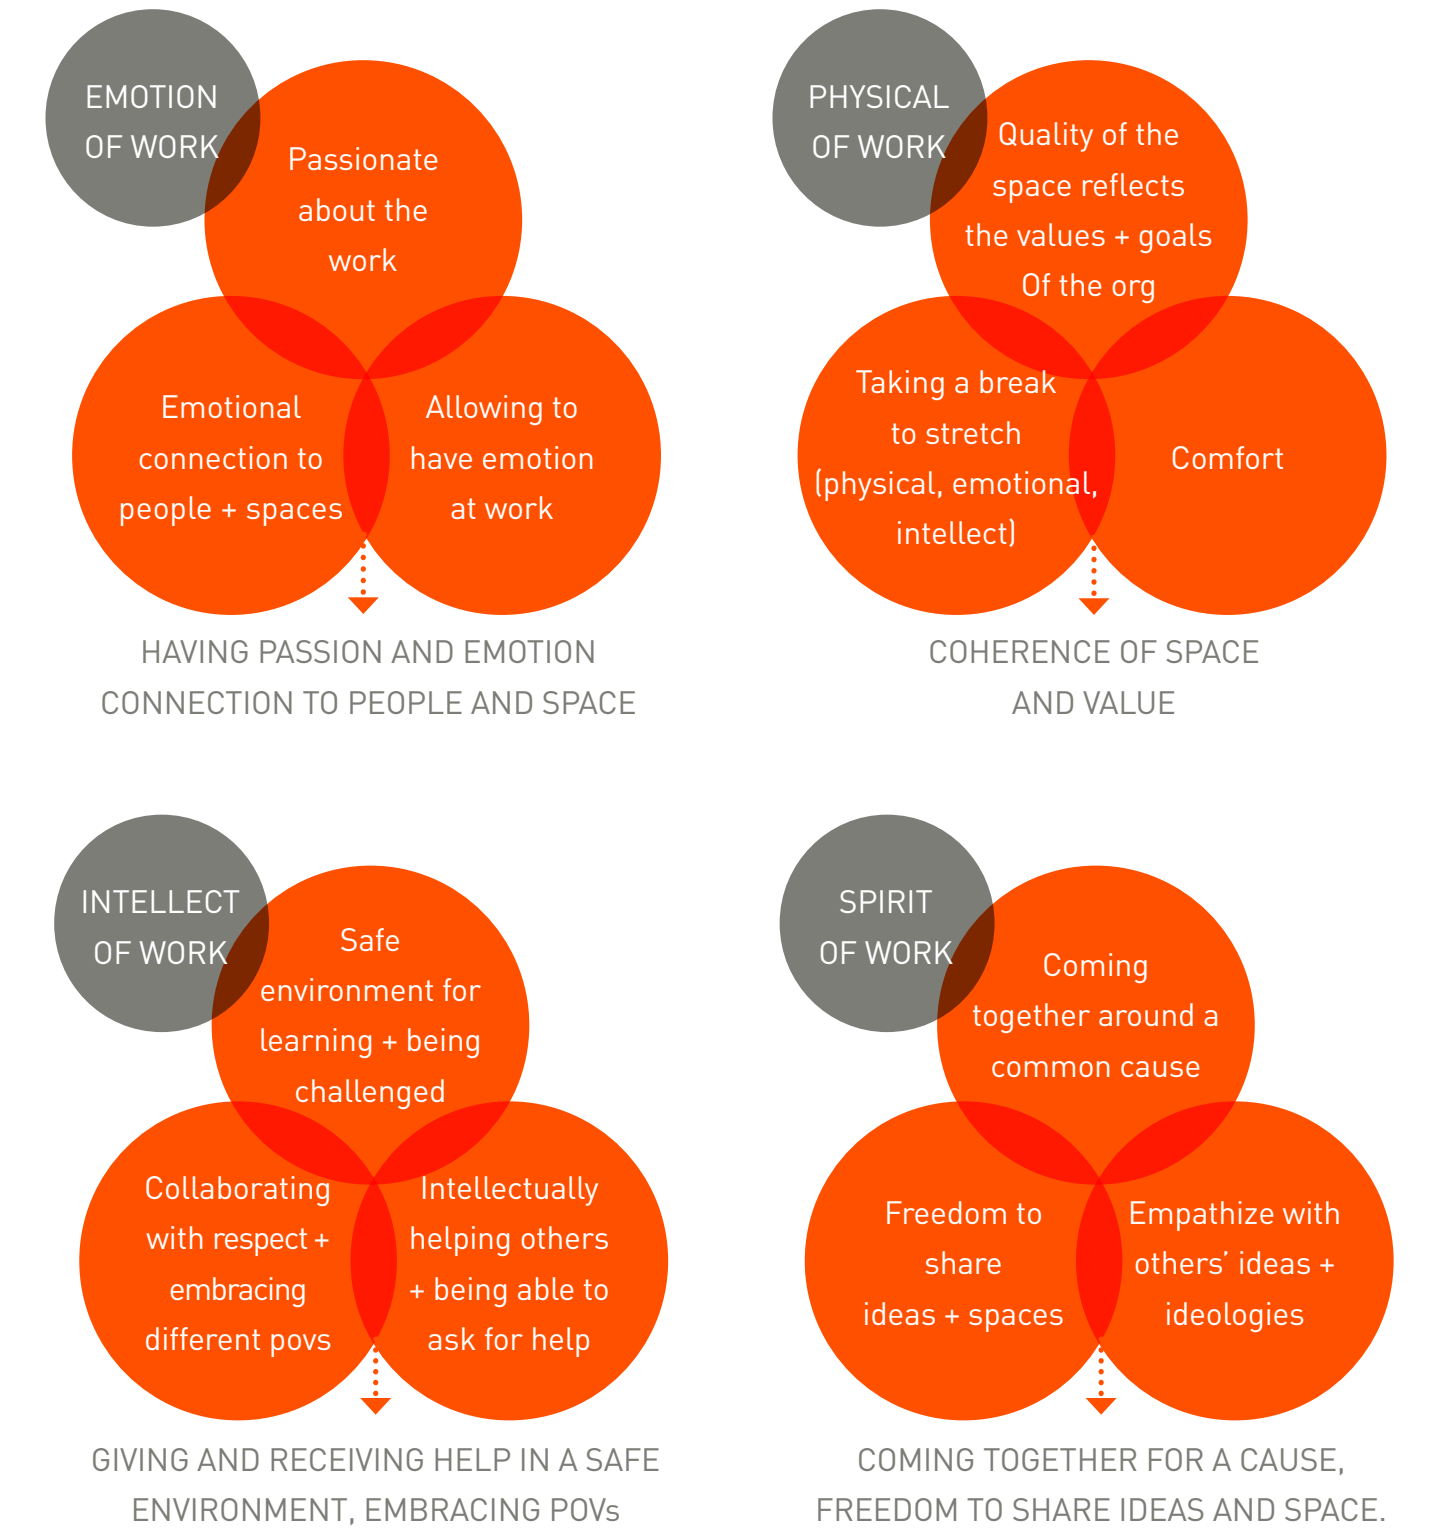 EMOTION
OF WORK
Passionate
about the
work
Emotional
connection to
people + spaces
Allowing to
have emotion
at work
HAVING PASSION AND EMOTION
CONNECTION TO PEOPLE AND SPACE
PHYSICAL
OF WORK
Quality of the
space reflects
the values + goals
Of the org
Taking a break
to stretch
(physical, emotional,
intellect)
Comfort
COHERENCE OF SPACE
AND VALUE
INTELLECT
OF WORK
Safe
environment for
learning + being
challenged
Collaborating
with respect +
embracing
different povs
Intellectually
helping others
+ being able to
ask for help
GIVING AND RECEIVING HELP IN A SAFE
ENVIRONMENT, EMBRACING POVs
SPIRIT
OF WORK
Coming
together around a
common cause
Freedom to
share
ideas + spaces
Empathize with
others’ ideas +
ideologies
COMING TOGETHER FOR A CAUSE,
FREEDOM TO SHARE IDEAS AND SPACE.